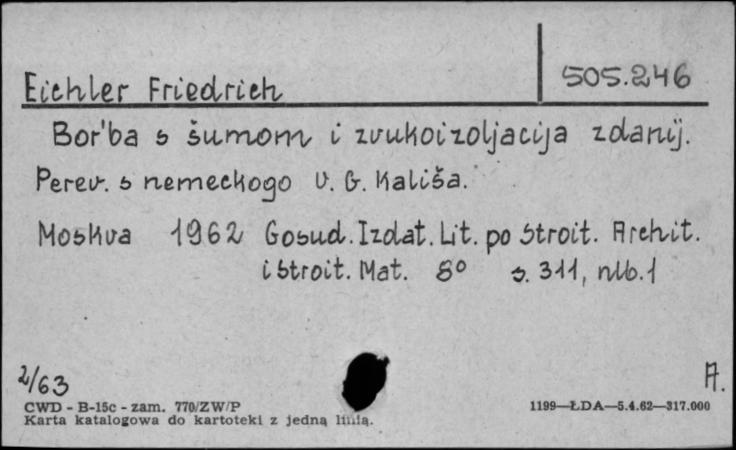 Eichler Friedrich 505.246
Bor'ba s šumom i zvukoizoljacija zdanij.
Perev. s nemeckogo V. G. Kališa.
Moskva 1962 Gosud. Izdat. Lit. po Stroit. Archit.
i Stroit. Mat. 8° s. 311, nlb. 1
2/63 A.
CWD - B-15c - zam. 770/ZW/P 1199—ŁDA—5.4.62—317.000
Karta katalogowa do kartoteki z jedną linią.